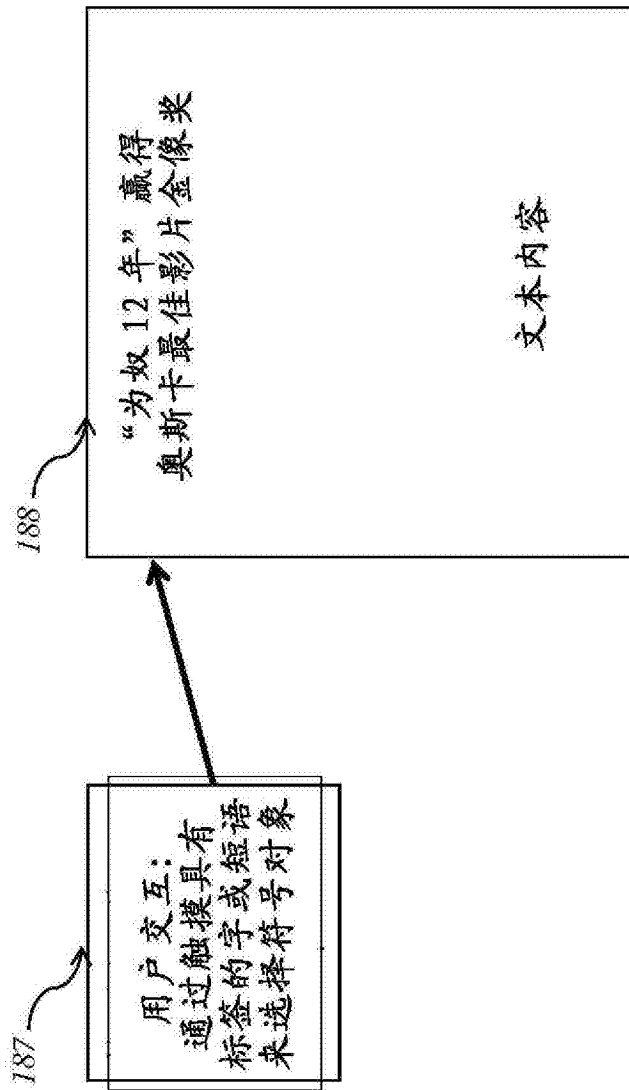 187
用户交互：
通过触摸具有
标签的字或短语
来选择符号对象
188
“为奴 12 年” 赢得
奥斯卡最佳影片金像奖
文本内容